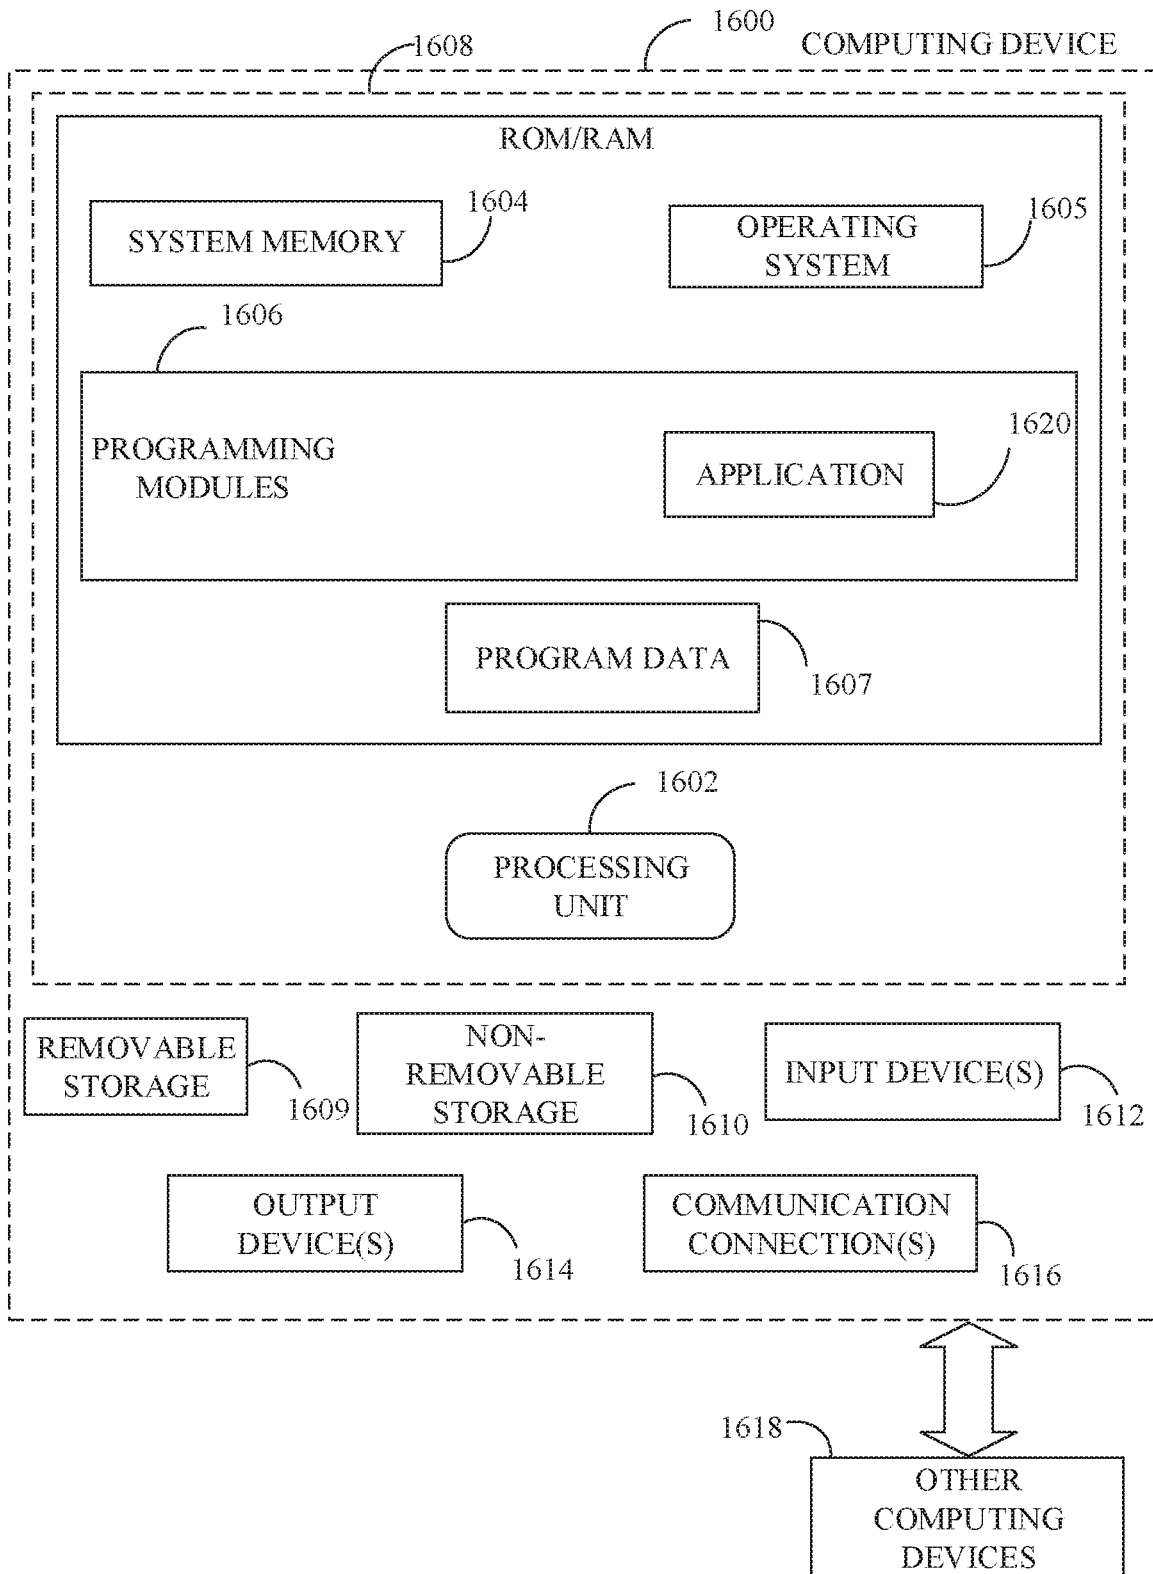 1600
1608
COMPUTING DEVICE
ROM/RAM
1604
SYSTEM MEMORY
1605
OPERATING
SYSTEM
1606
PROGRAMMING
MODULES
1620
APPLICATION
PROGRAM DATA
1607
1602
PROCESSING
UNIT
REMOVABLE
STORAGE
1609
NON-
REMOVABLE
STORAGE
1610
INPUT DEVICE(S)
1612
OUTPUT
DEVICE(S)
1614
COMMUNICATION
CONNECTION(S)
1616
1618
OTHER
COMPUTING
DEVICES